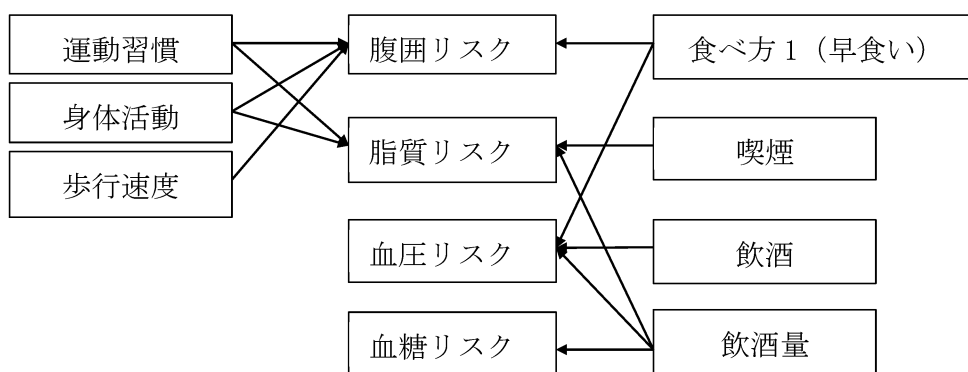 運動習慣
身体活動
歩行速度
腹囲リスク
脂質リスク
血圧リスク
血糖リスク
食べ方１（早食い）
喫煙
飲酒
飲酒量